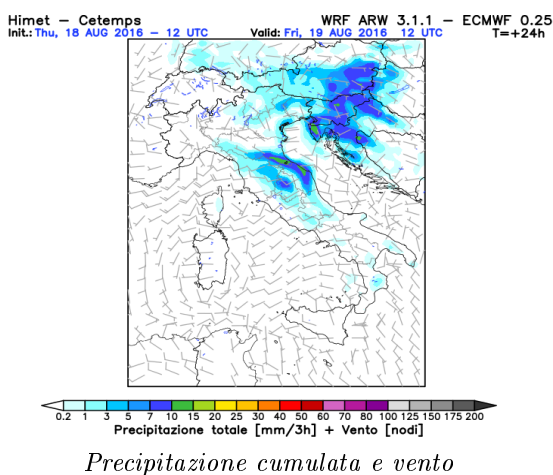 Himet – Cetemps WRF ARW 3.1.1 – ECMWF 0.25
Init.: Thu, 18 AUG 2016 – 12 UTC Valid: Fri, 19 AUG 2016 12 UTC T=+24h
0.2 1 3 5 7 10 15 20 25 30 40 50 60 70 80 100 125 150 175 200
Precipitazione totale [mm/3h] + Vento [nodi]
Precipitazione cumulata e vento